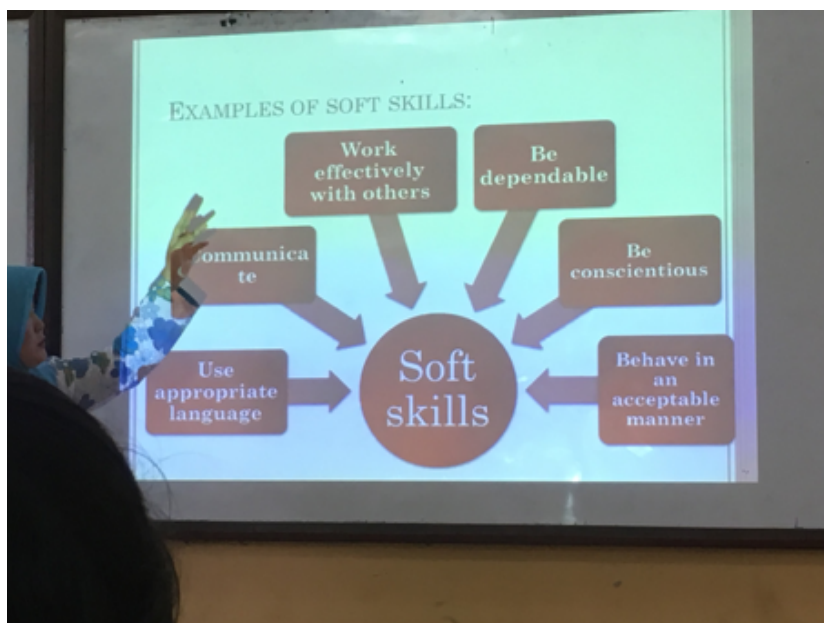 EXAMPLES OF SOFT SKILLS:
Work
effectively
with others
Be
dependable
Communica
te
Be
conscientious
Use
appropriate
language
Soft
skills
Behave in
an
acceptable
manner